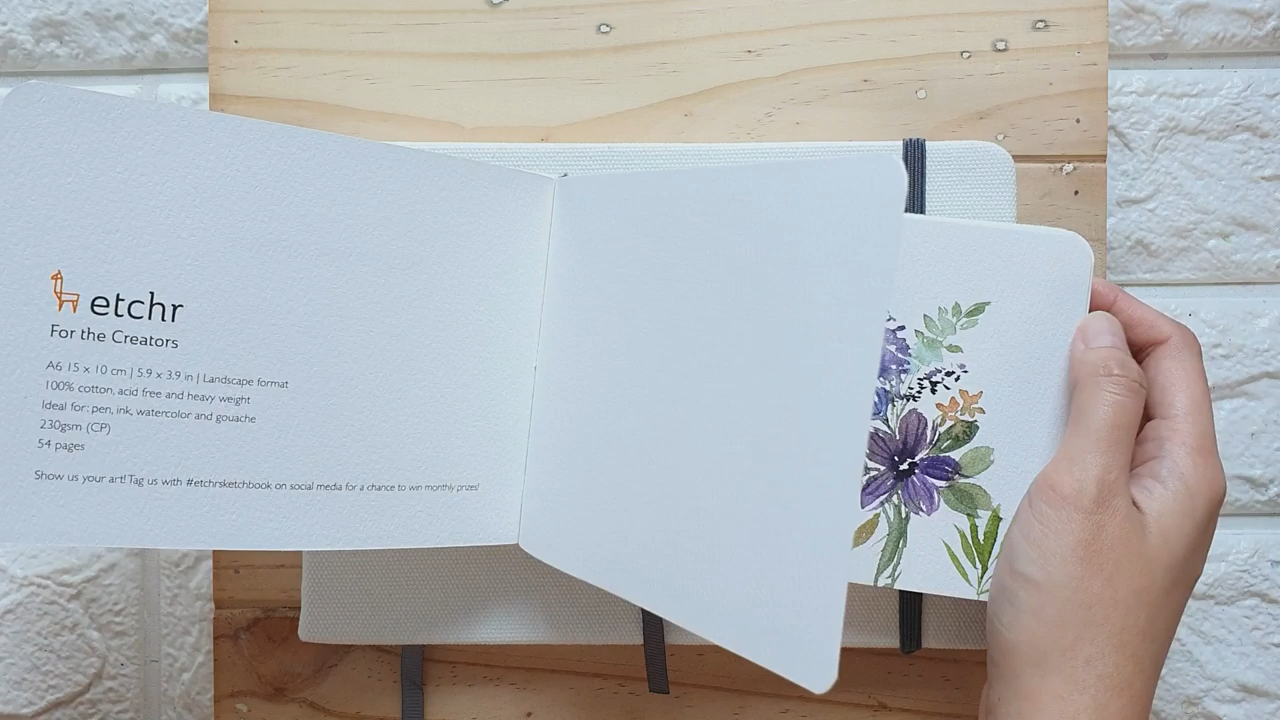 etchr
For the Creators
A6 15 x 10 cm | 5.9 x 3.9 in | Landscape format
100% cotton, acid free and heavy weight
Ideal for: pen, ink, watercolor and gouache
230gsm (CP)
54 pages
Show us your art! Tag us with #etchrsketchbook on social media for a chance to win monthly prizes!